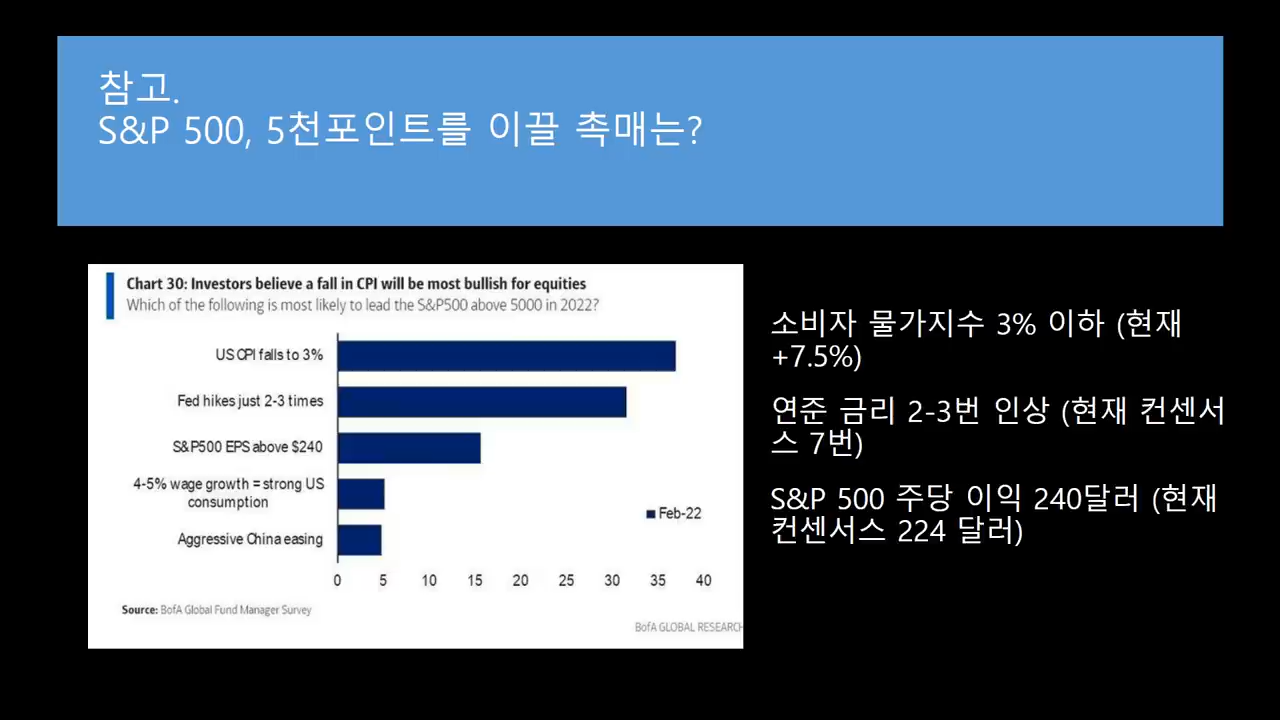 참고.
S&P 500, 5천포인트를 이끌 촉매는?
Chart 30: Investors believe a fall in CPI will be most bullish for equities
Which of the following is most likely to lead the S&P500 above 5000 in 2022?
US CPI falls to 3%
Fed hikes just 2-3 times
S&P500 EPS above $240
4-5% wage growth = strong US
consumption
Aggressive China easing
Feb-22
0 5 10 15 20 25 30 35 40
Source: BofA Global Fund Manager Survey
BofA GLOBAL RESEARCH
소비자 물가지수 3% 이하 (현재
+7.5%)
연준 금리 2-3번 인상 (현재 컨센서
스 7번)
S&P 500 주당 이익 240달러 (현재
컨센서스 224 달러)